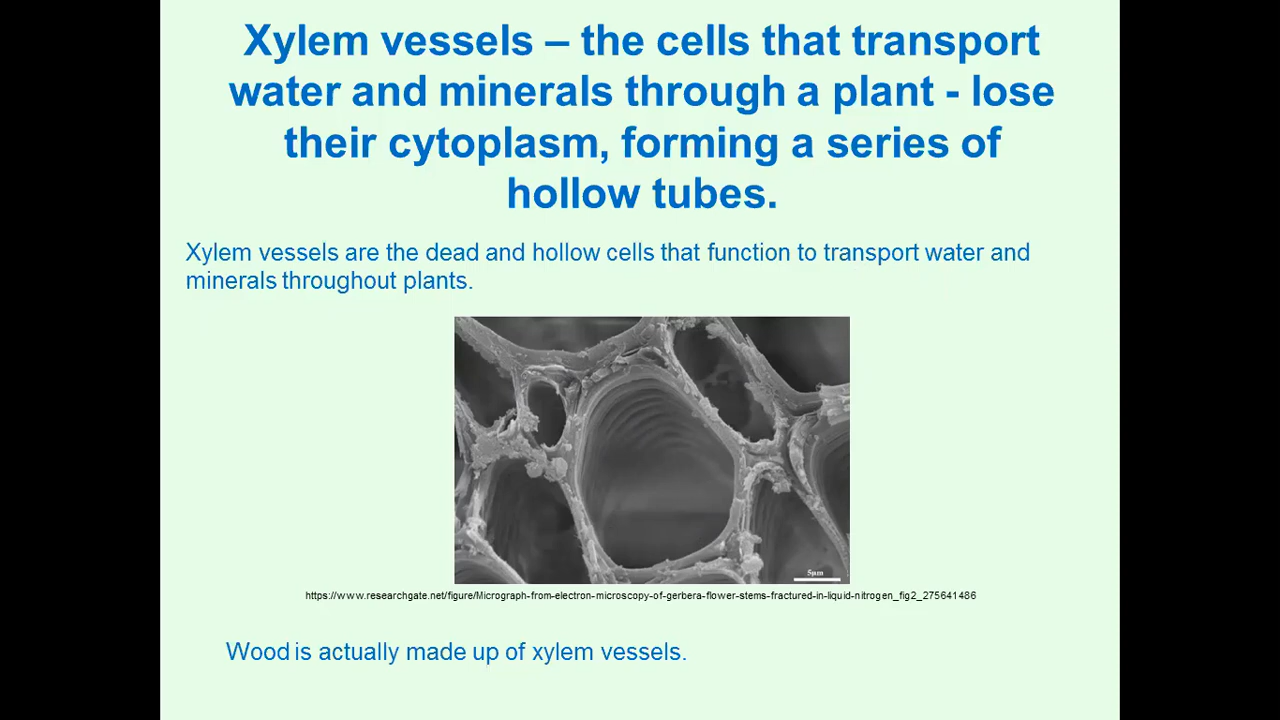 Xylem vessels – the cells that transport
water and minerals through a plant - lose
their cytoplasm, forming a series of
hollow tubes.
Xylem vessels are the dead and hollow cells that function to transport water and
minerals throughout plants.
5µm
https://www.researchgate.net/figure/Micrograph-from-electron-microscopy-of-gerbera-flower-stems-fractured-in-liquid-nitrogen_fig2_275641486
Wood is actually made up of xylem vessels.